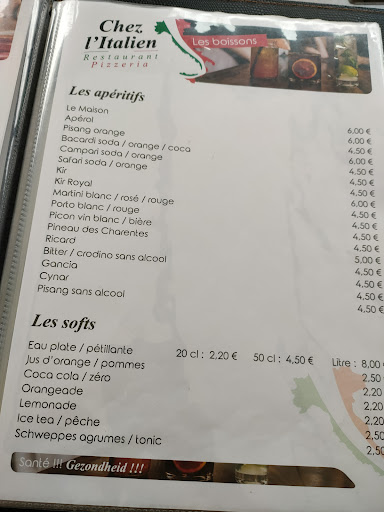 Chez
l'Italien
Restaurant
Pizzeria
Les boissons
Les apéritifs
Le Maison 6,00 €
Apérol 6,00 €
Pisang orange 4,50 €
Bacardi soda / orange / coca 6,00 €
Campari soda / orange 4,50 €
Safari soda / orange 4,50 €
Kir 4,50 €
Kir Royal 6,00 €
Martini blanc / rosé / rouge 4,50 €
Porto blanc / rouge 4,50 €
Picon vin blanc / bière 4,50 €
Pineau des Charentes 4,50 €
Ricard 5,00 €
Bitter / crodino sans alcool 4,50 €
Gancia 4,50 €
Cynar 4,50 €
Pisang sans alcool 4,50 €
Les softs
Eau plate / pétillante 20 cl : 2,20 € 50 cl : 4,50 € Litre : 8,00 €
Jus d'orange / pommes 2,50
Coca cola / zéro 2,20
Orangeade 2,20
Lemonade 2,20
Ice tea / pêche 2,50
Schweppes agrumes / tonic 2,50
Santé !!! Gezondheid !!!